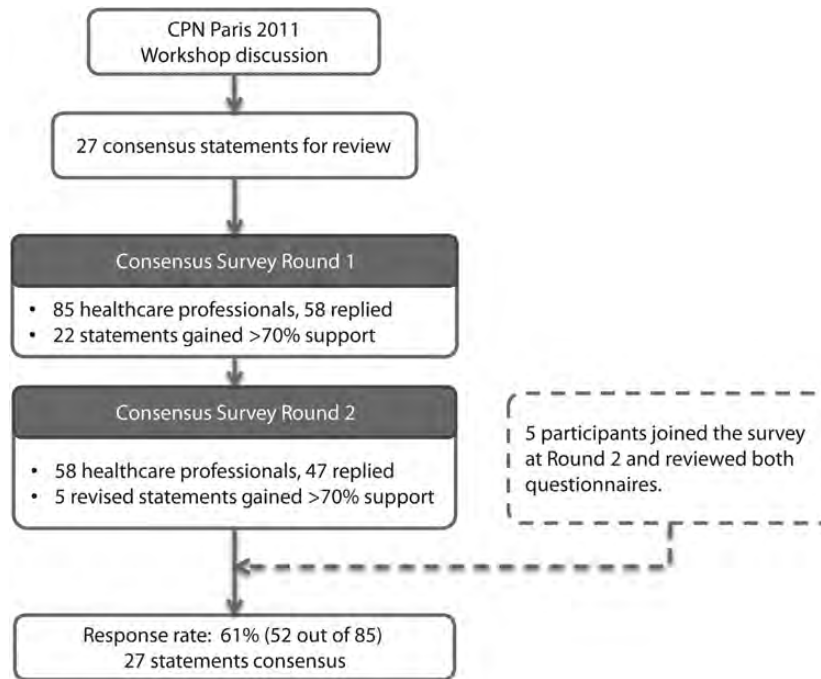 CPN Paris 2011
Workshop discussion
27 consensus statements for review
Consensus Survey Round 1
• 85 healthcare professionals, 58 replied
• 22 statements gained >70% support
Consensus Survey Round 2
• 58 healthcare professionals, 47 replied
• 5 revised statements gained >70% support
5 participants joined the survey
at Round 2 and reviewed both
questionnaires.
Response rate: 61% (52 out of 85)
27 statements consensus